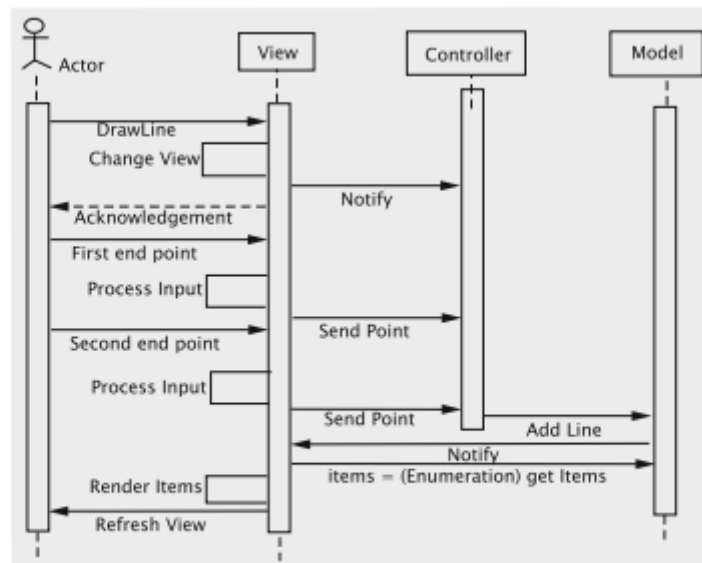 Actor
View
Controller
Model
DrawLine
Change View
Notify
Acknowledgement
First end point
Process Input
Send Point
Second end point
Process Input
Send Point
Add Line
Notify
items = (Enumeration) get Items
Render Items
Refresh View